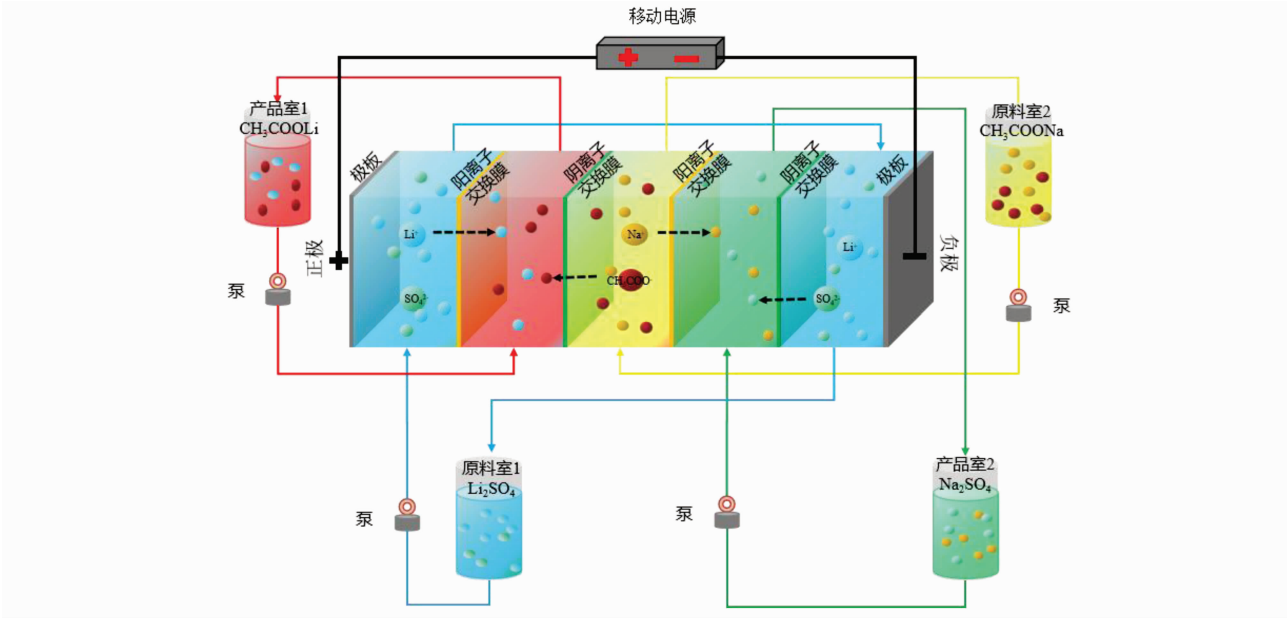 移动电源
+
−
产品室1
CH₃COOLi
原料室2
CH₃COONa
极板
阳离子
交换膜
阴离子
交换膜
阳离子
交换膜
阴离子
交换膜
极板
正极
+
Li⁺
Na⁺
Li⁺
负极
−
CH₃COO⁻
SO₄²⁻
SO₄²⁻
泵
泵
原料室1
Li₂SO₄
产品室2
Na₂SO₄
泵
泵